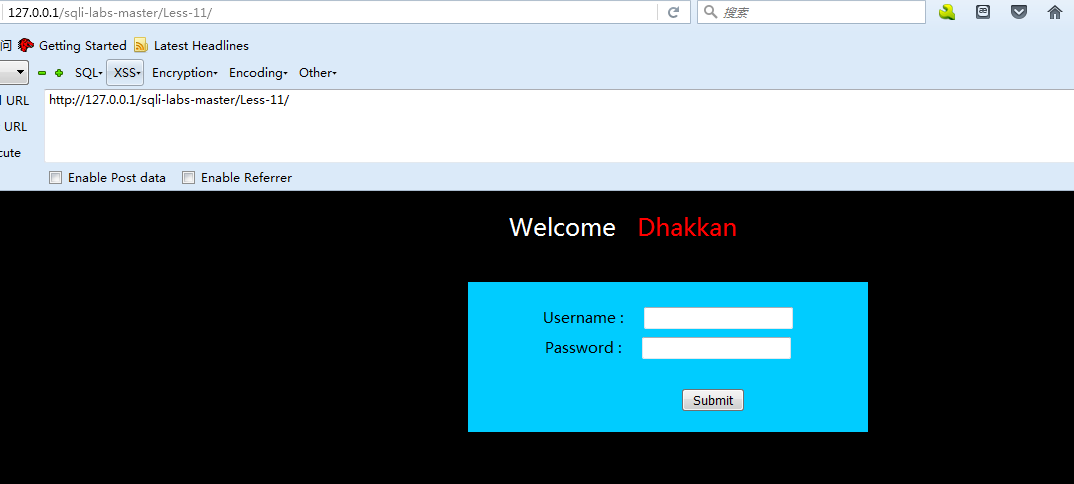 127.0.0.1/sqli-labs-master/Less-11/ 搜索
问 Getting Started Latest Headlines
SQL XSS Encryption Encoding Other
URL http://127.0.0.1/sqli-labs-master/Less-11/
URL
cute
Enable Post data Enable Referrer
Welcome Dhakkan
Username :
Password :
Submit